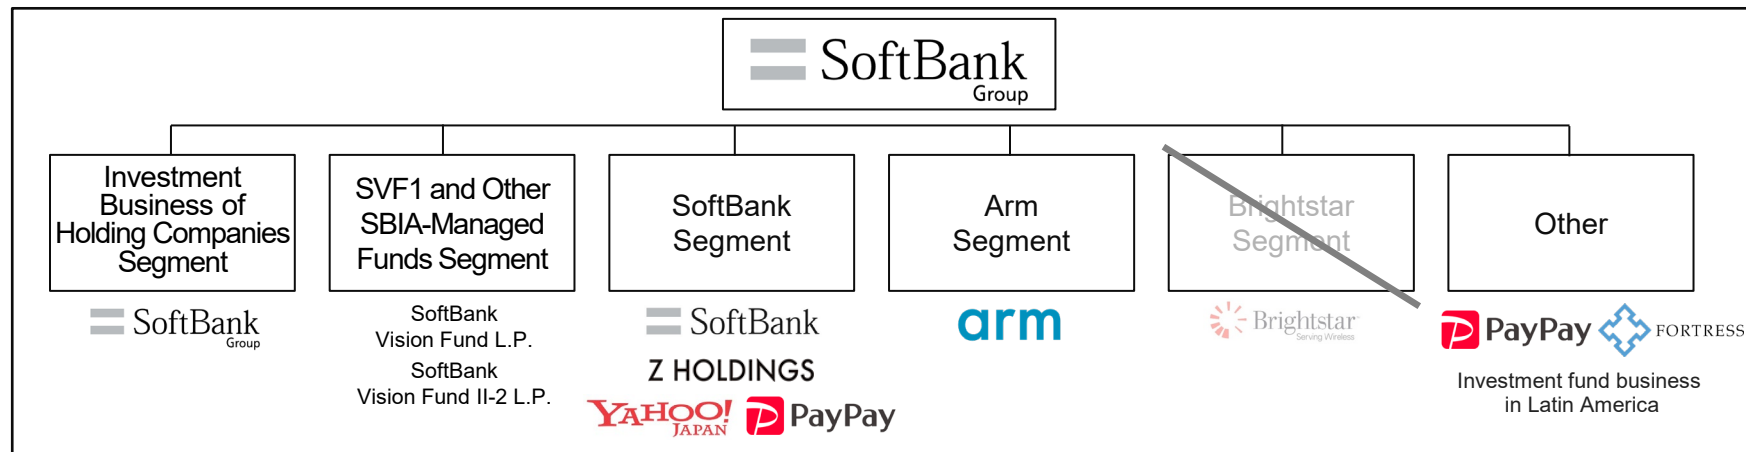 SoftBank
Group
Investment
Business of
Holding Companies
Segment
SVF1 and Other
SBIA-Managed
Funds Segment
SoftBank
Segment
Arm
Segment
Brightstar
Segment
Other
SoftBank
Group
SoftBank
Vision Fund L.P.
SoftBank
Vision Fund II-2 L.P.
SoftBank
Z HOLDINGS
YAHOO!
JAPAN
PayPay
arm
Brightstar
Serving Wireless
PayPay
FORTRESS
Investment fund business
in Latin America